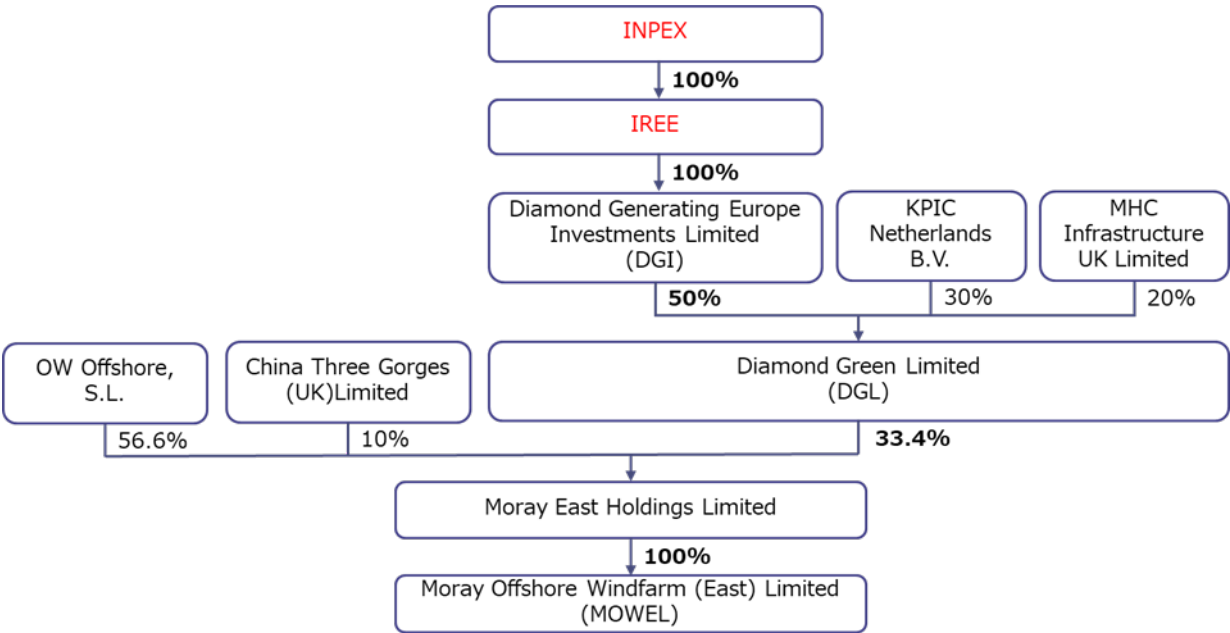 INPEX
100%
IREE
100%
Diamond Generating Europe
Investments Limited
(DGI)
KPIC
Netherlands
B.V.
MHC
Infrastructure
UK Limited
50%
30%
20%
OW Offshore,
S.L.
China Three Gorges
(UK)Limited
Diamond Green Limited
(DGL)
56.6%
10%
33.4%
Moray East Holdings Limited
100%
Moray Offshore Windfarm (East) Limited
(MOWEL)